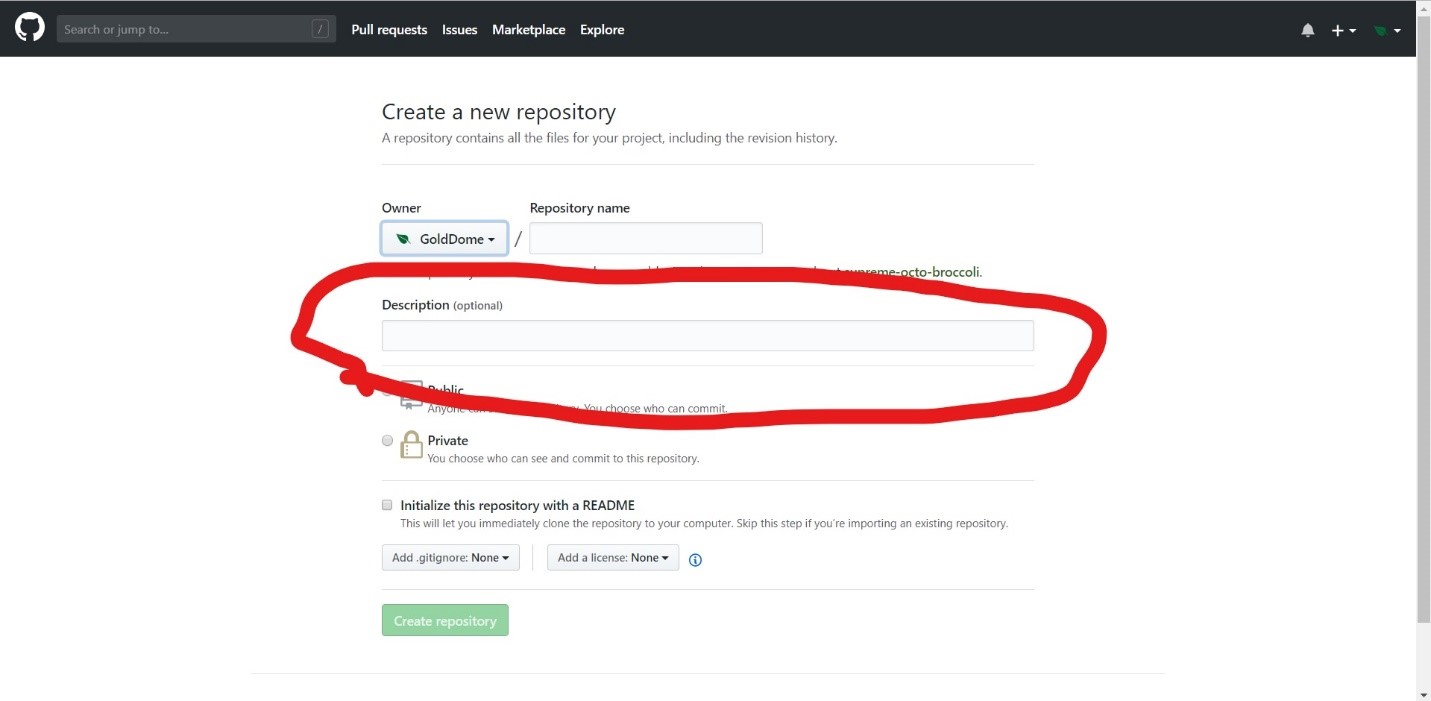 Search or jump to... /
Pull requests Issues Marketplace Explore
Create a new repository
A repository contains all the files for your project, including the revision history.
Owner Repository name
GoldDome /
supreme-octo-broccoli.
Description (optional)
Public
Anyone can You choose who can commit.
Private
You choose who can see and commit to this repository.
Initialize this repository with a README
This will let you immediately clone the repository to your computer. Skip this step if you're importing an existing repository.
Add .gitignore: None Add a license: None
Create repository